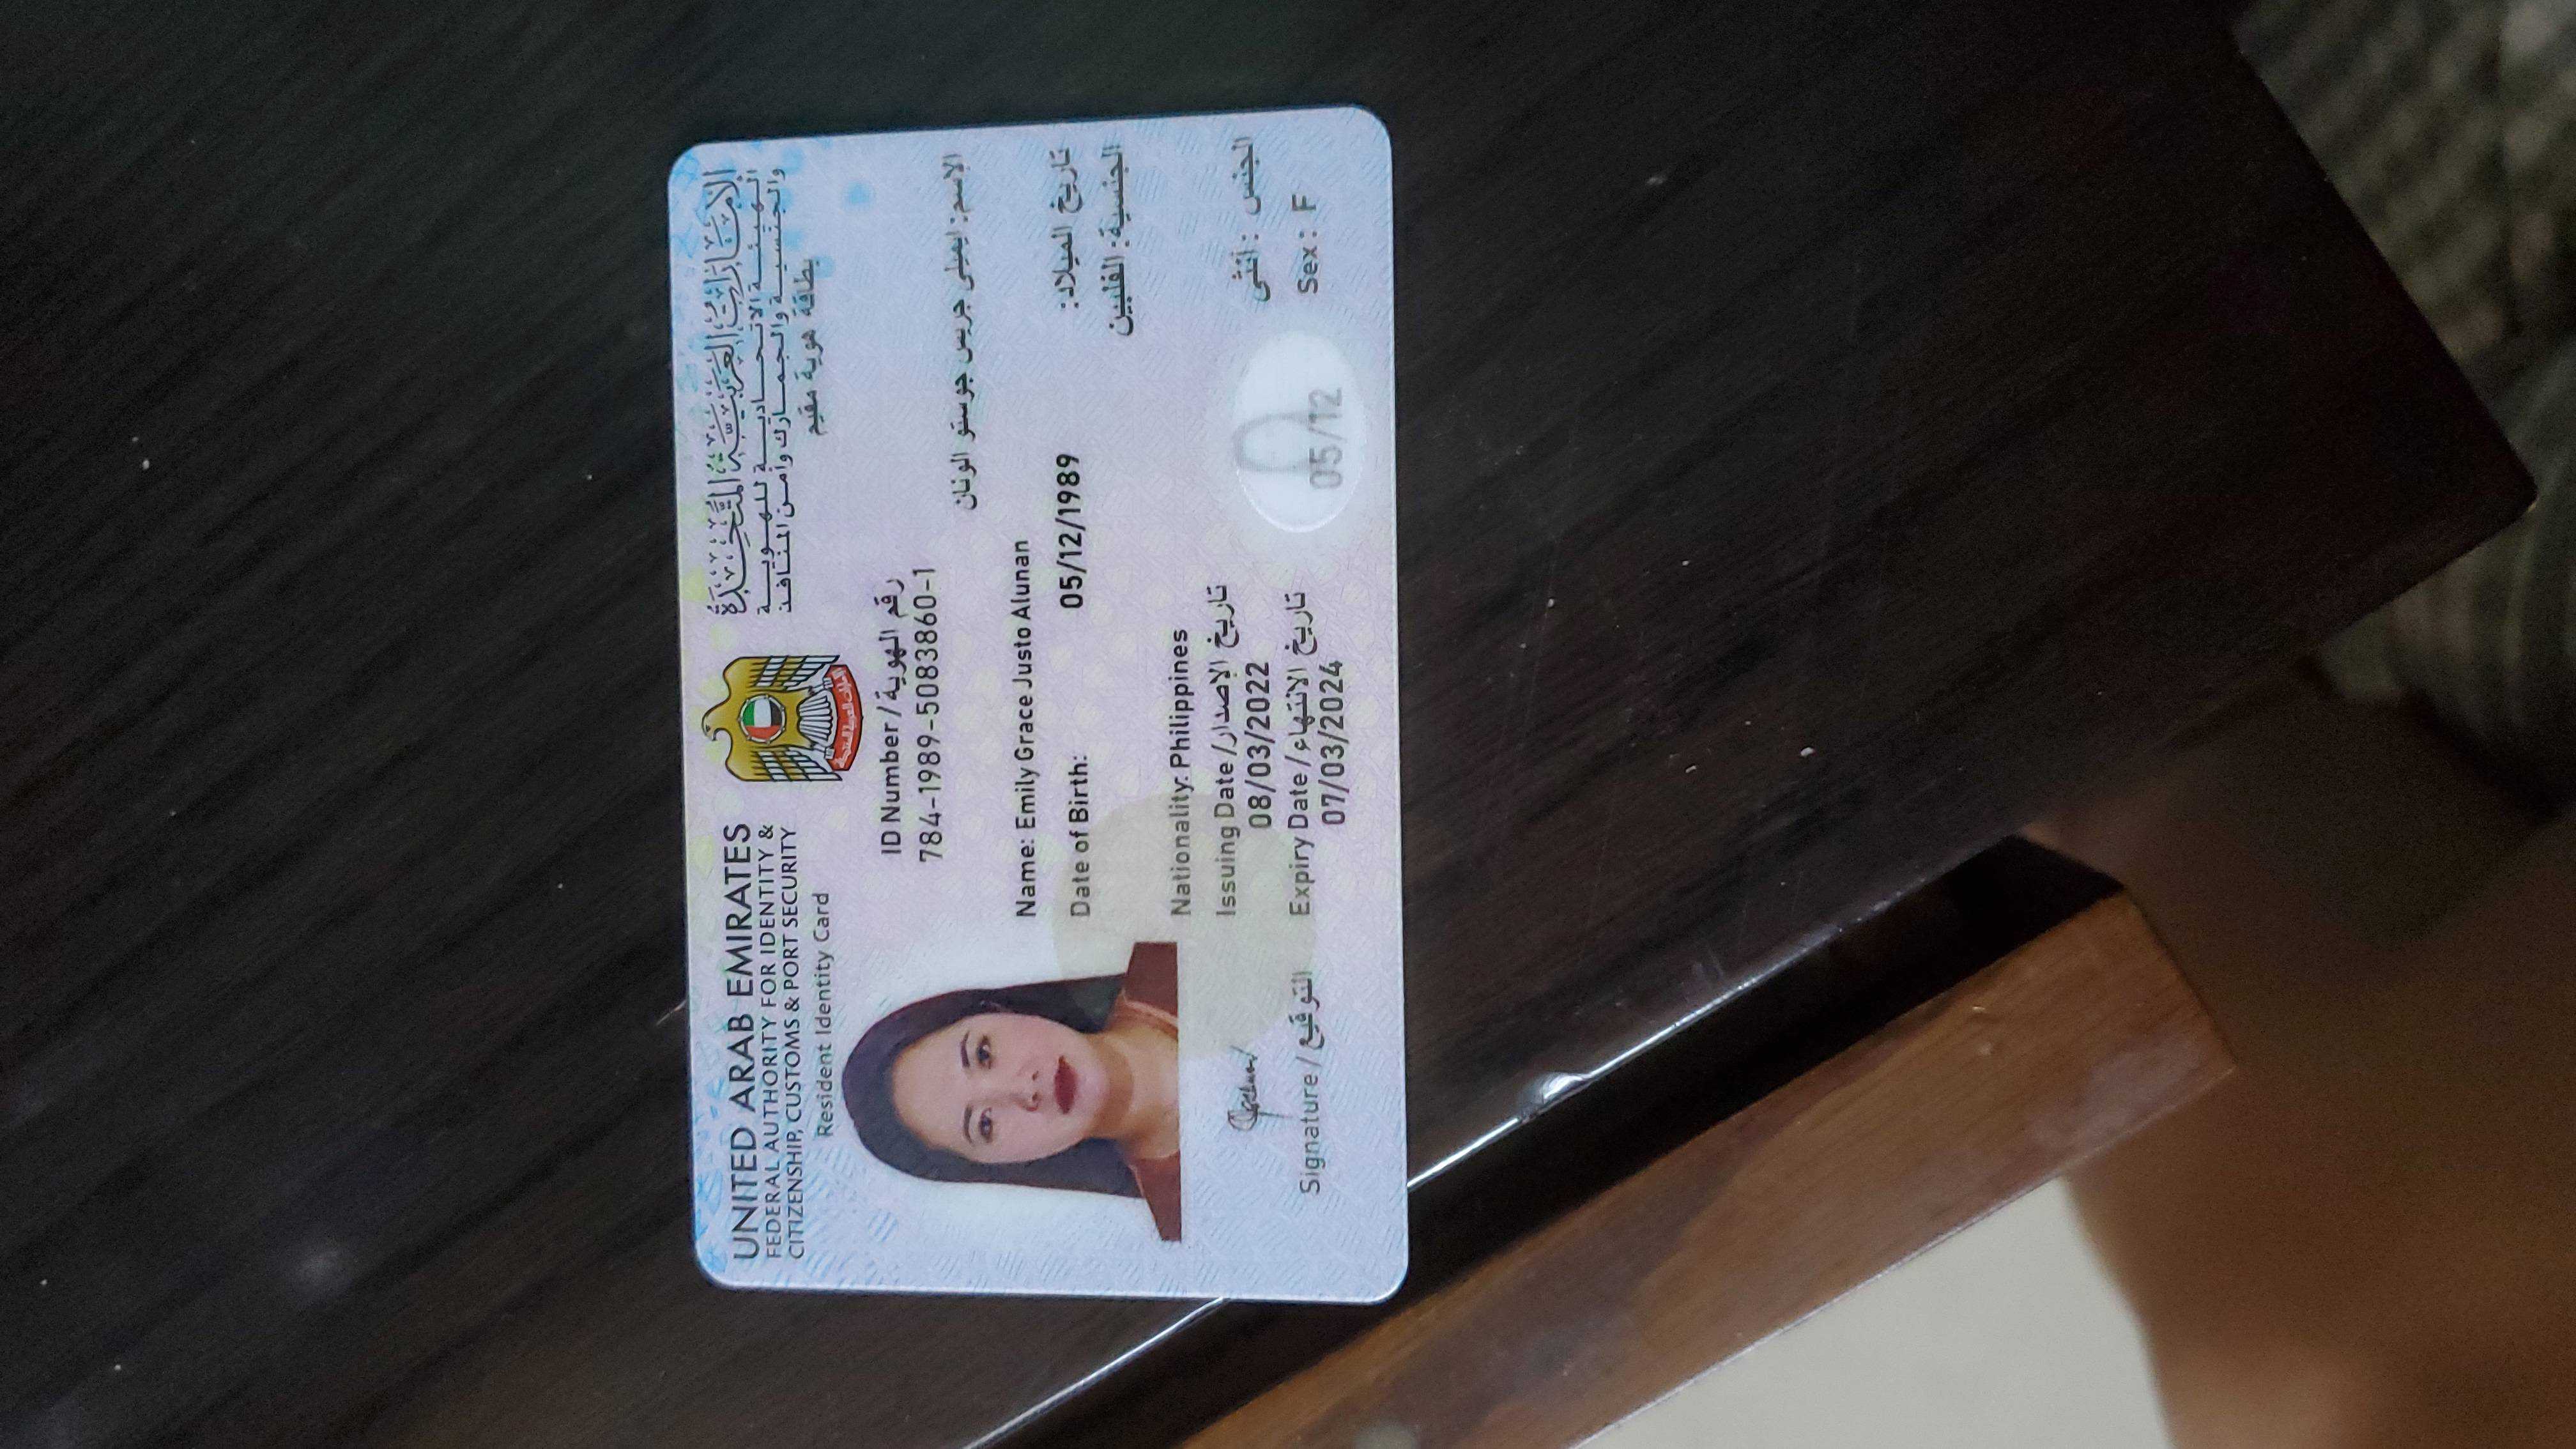 UNITED ARAB EMIRATES
FEDERAL AUTHORITY FOR IDENTITY &
CITIZENSHIP, CUSTOMS & PORT SECURITY
Resident Identity Card
الإمارات العربية المتحدة
الهيئة الاتحادية للهوية
والجنسية والجمارك وأمن المنافذ
بطاقة هوية مقيم
الإمارات العربية المتحدة
ID Number / رقم الهوية
784-1989-5083860-1
الإسم: ايميلى جريس جوستو الونان
Name: Emily Grace Justo Alunan
Date of Birth: 05/12/1989 تاريخ الميلاد:
الجنسية: الفلبين
Nationality: Philippines
Issuing Date / تاريخ الإصدار
08/03/2022
Expiry Date / تاريخ الانتهاء
07/03/2024
Signature / التوقيع
05/12
الجنس : أنثى
Sex: F